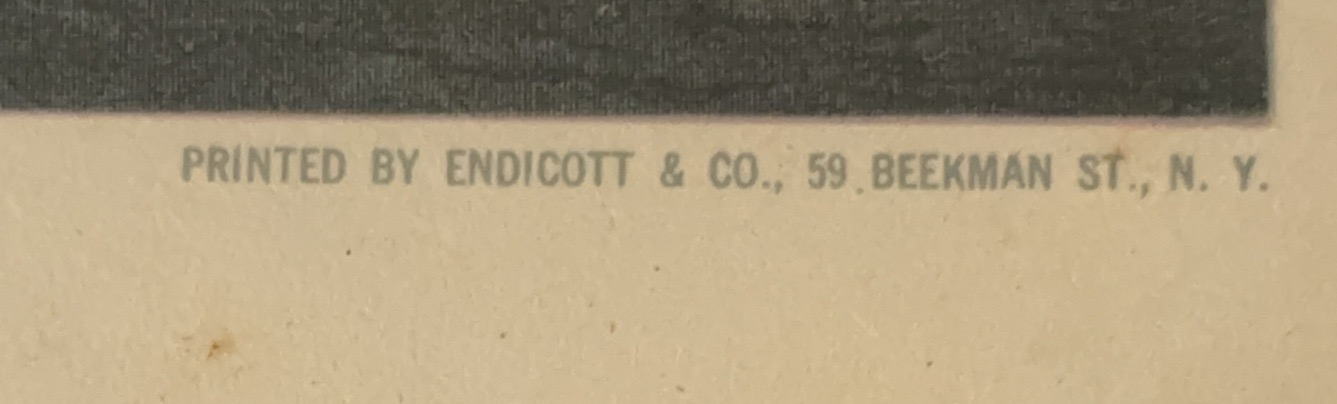 PRINTED BY ENDICOTT & CO., 59 BEEKMAN ST., N. Y.